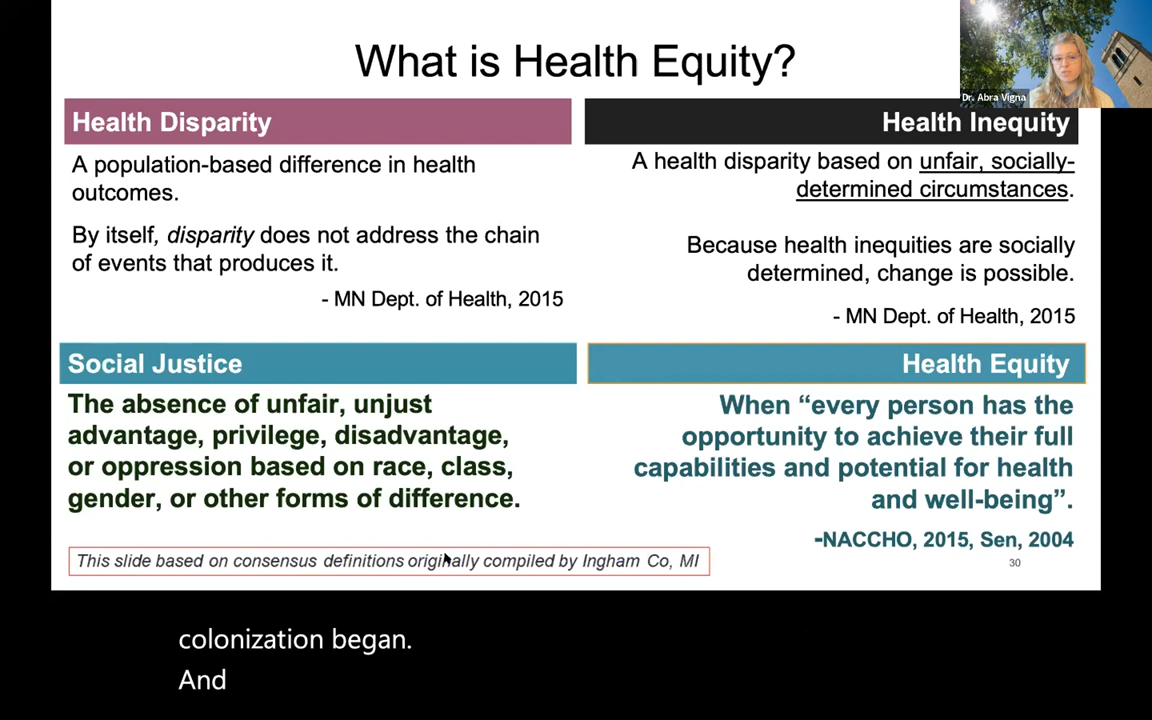 What is Health Equity?
Dr. Abra Vigna
Health Disparity
A population-based difference in health
outcomes.
By itself, disparity does not address the chain
of events that produces it.
- MN Dept. of Health, 2015
Health Inequity
A health disparity based on unfair, socially-
determined circumstances.
Because health inequities are socially
determined, change is possible.
- MN Dept. of Health, 2015
Social Justice
The absence of unfair, unjust
advantage, privilege, disadvantage,
or oppression based on race, class,
gender, or other forms of difference.
Health Equity
When “every person has the
opportunity to achieve their full
capabilities and potential for health
and well-being”.
-NACCHO, 2015, Sen, 2004
This slide based on consensus definitions originally compiled by Ingham Co, MI
30
colonization began.
And